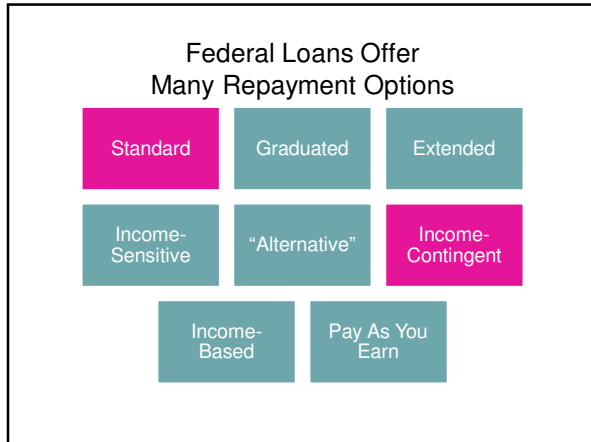 Federal Loans Offer
Many Repayment Options
Standard
Graduated
Extended
Income-
Sensitive
“Alternative”
Income-
Contingent
Income-
Based
Pay As You
Earn